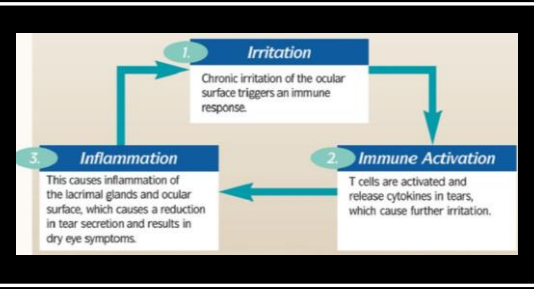 1. Irritation
Chronic irritation of the ocular
surface triggers an immune
response.
2. Immune Activation
T cells are activated and
release cytokines in tears,
which cause further irritation.
3. Inflammation
This causes inflammation of
the lacrimal glands and ocular
surface, which causes a reduction
in tear secretion and results in
dry eye symptoms.